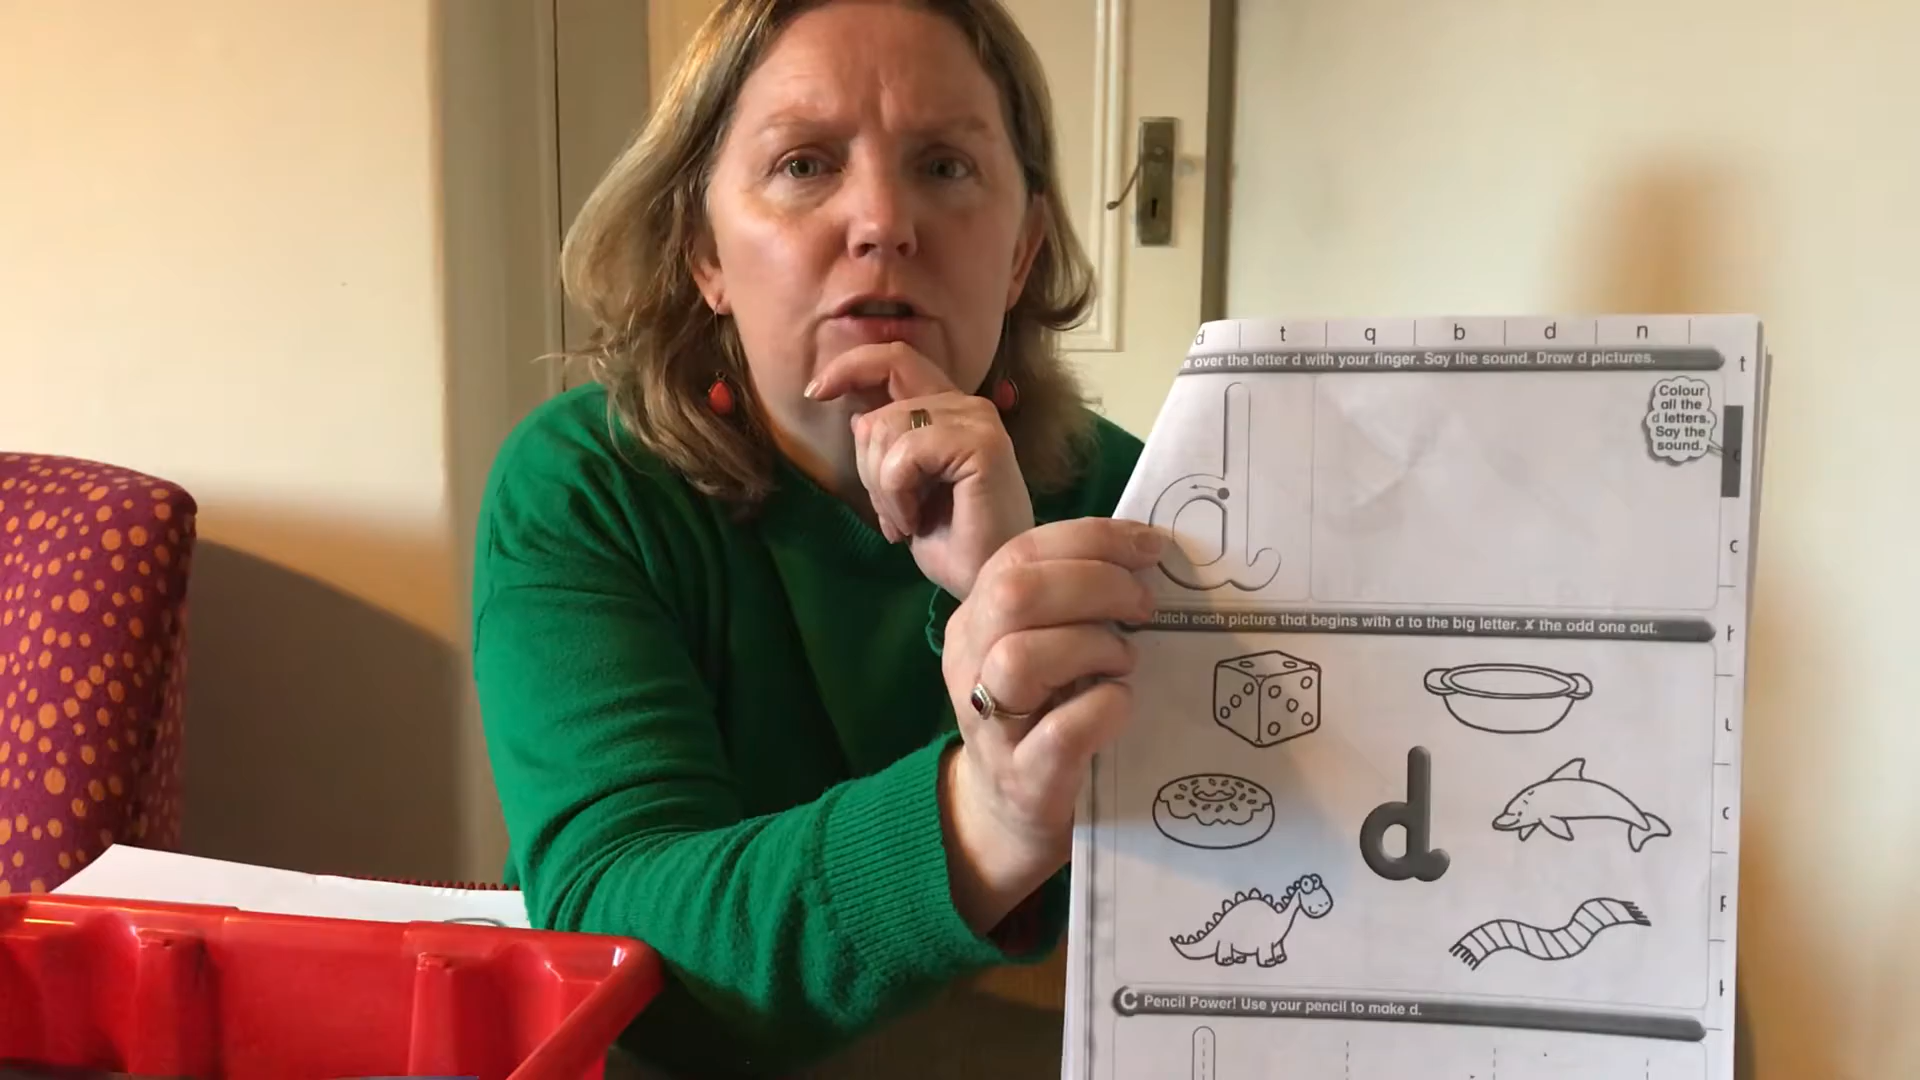 d t q b d n
over the letter d with your finger. Say the sound. Draw d pictures.
t
Colour
all the
d letters.
Say the
sound.
d
c
Match each picture that begins with d to the big letter. ✗ the odd one out.
d
C Pencil Power! Use your pencil to make d.